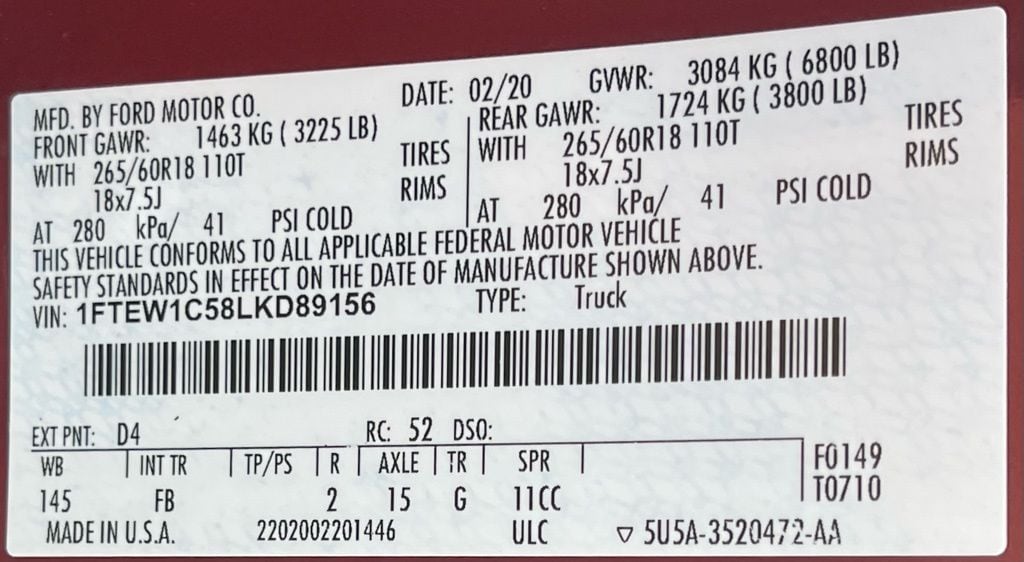 MFD. BY FORD MOTOR CO. DATE: 02/20 GVWR: 3084 KG ( 6800 LB)
FRONT GAWR: 1463 KG ( 3225 LB) REAR GAWR: 1724 KG ( 3800 LB)
WITH 265/60R18 110T TIRES WITH 265/60R18 110T TIRES
18x7.5J RIMS 18x7.5J RIMS
AT 280 kPa/ 41 PSI COLD AT 280 kPa/ 41 PSI COLD
THIS VEHICLE CONFORMS TO ALL APPLICABLE FEDERAL MOTOR VEHICLE
SAFETY STANDARDS IN EFFECT ON THE DATE OF MANUFACTURE SHOWN ABOVE.
VIN: 1FTEW1C58LKD89156 TYPE: Truck
EXT PNT: D4 RC: 52 DSO:
WB INT TR TP/PS R AXLE TR SPR F0149
145 FB 2 15 G 11CC T0710
MADE IN U.S.A. 2202002201446 ULC ▽ 5U5A-3520472-AA